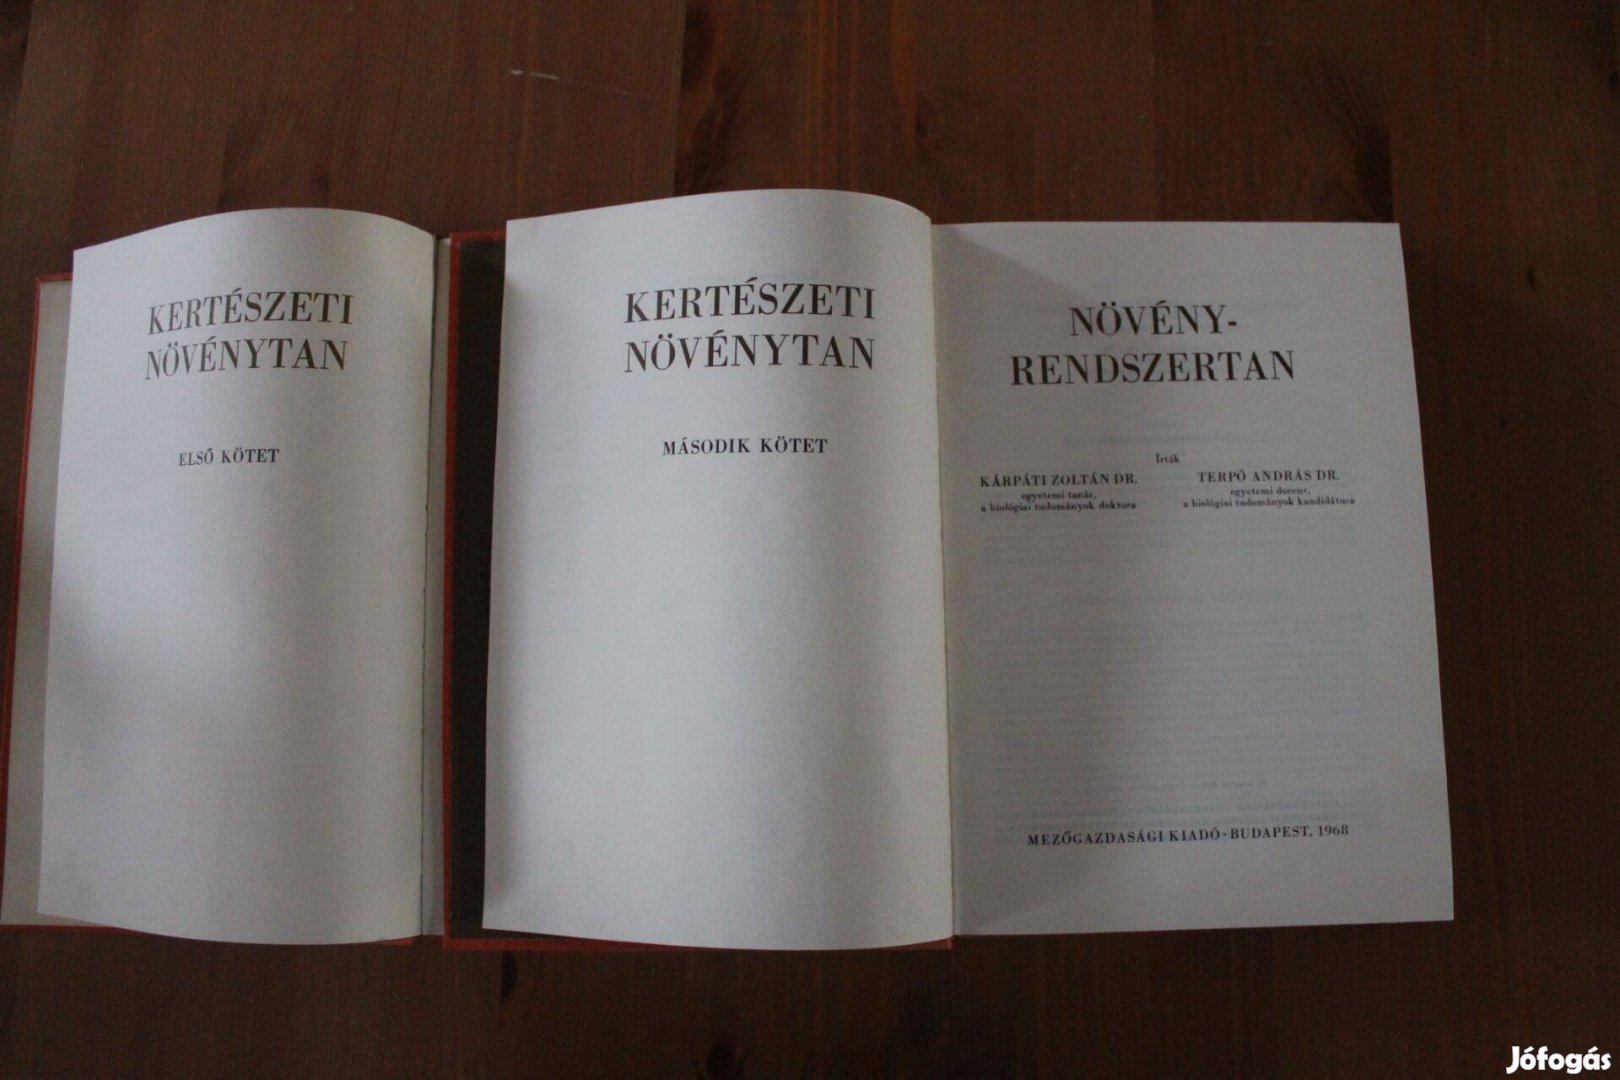 KERTÉSZETI
NÖVÉNYTAN
ELSŐ KÖTET
KERTÉSZETI
NÖVÉNYTAN
MÁSODIK KÖTET
NÖVÉNY-
RENDSZERTAN
Írták
KÁRPÁTI ZOLTÁN DR.
egyetemi tanár,
a biológiai tudományok doktora
TERPÓ ANDRÁS DR.
egyetemi docens,
a biológiai tudományok kandidátusa
MEZŐGAZDASÁGI KIADÓ · BUDAPEST, 1968
Jófogás